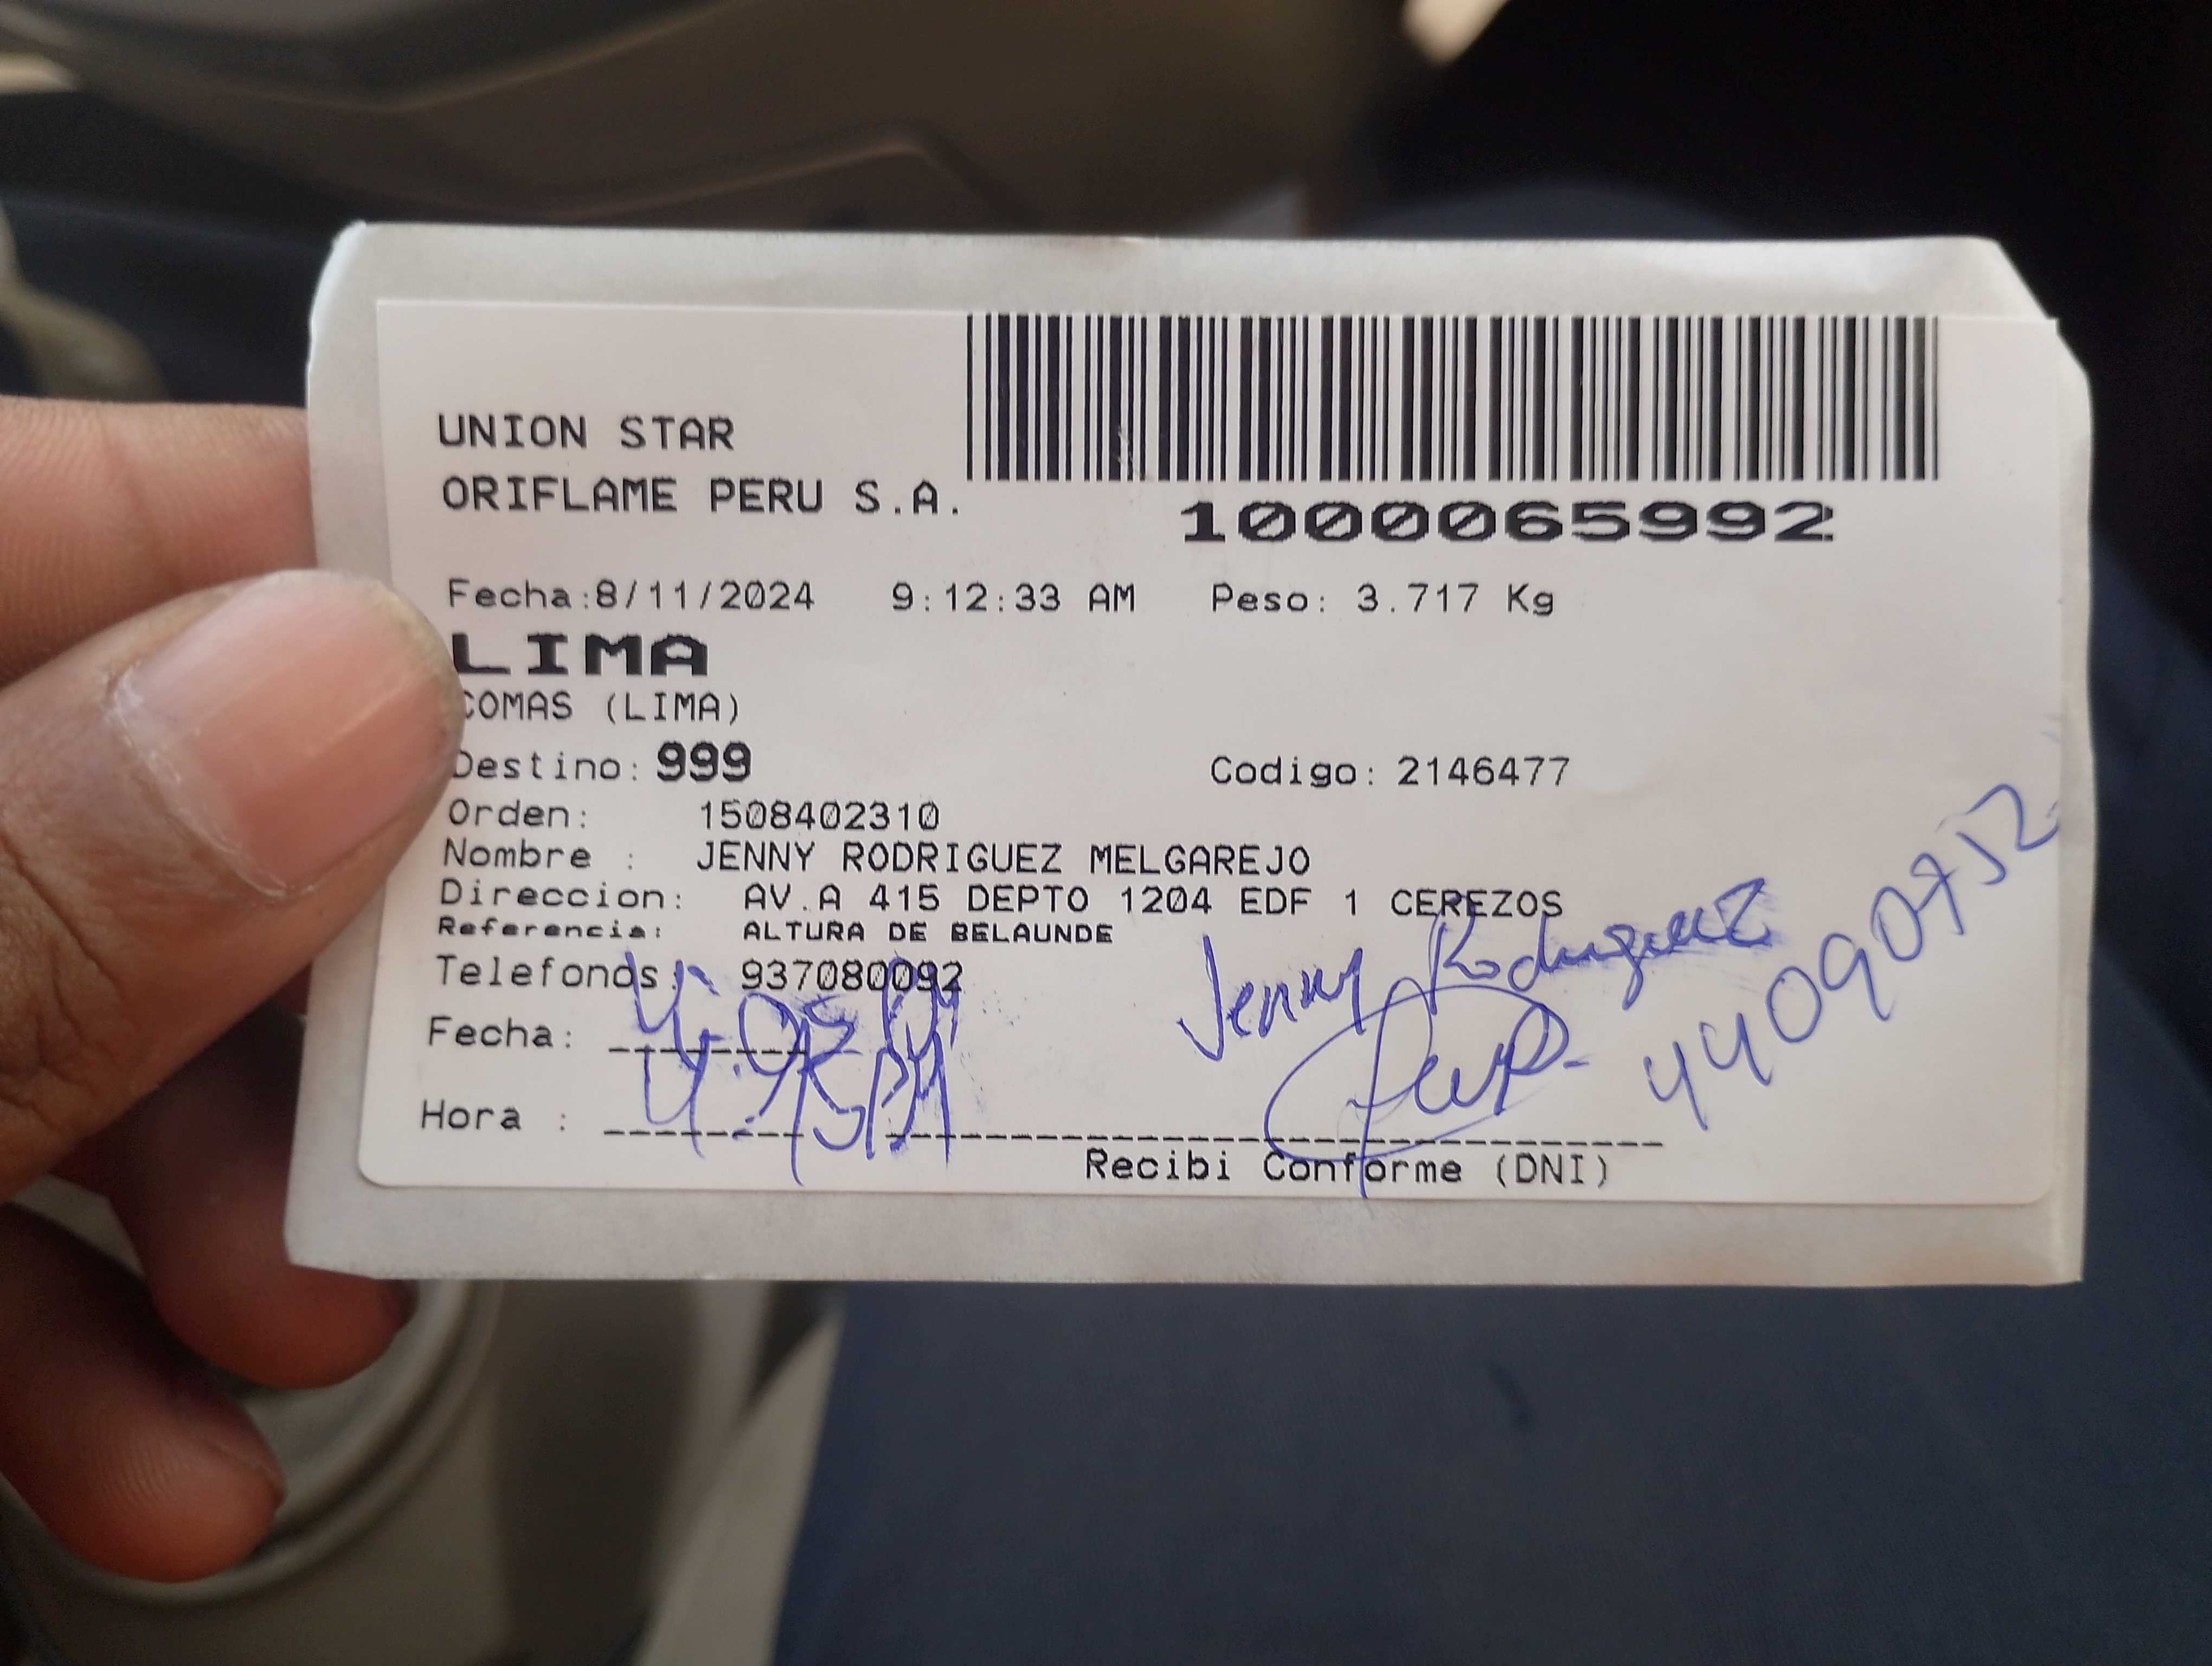 UNION STAR
ORIFLAME PERU S.A.
1000065992
Fecha:8/11/2024 9:12:33 AM Peso: 3.717 Kg
LIMA
COMAS (LIMA)
Destino: 999 Codigo: 2146477
Orden: 1508402310
Nombre : JENNY RODRIGUEZ MELGAREJO
Direccion: AV.A 415 DEPTO 1204 EDF 1 CEREZOS
Referencia: ALTURA DE BELAUNDE
Telefonos: 937080092
Jenny Rodriguez
44090752
Fecha:
Hora :
Recibi Conforme (DNI)